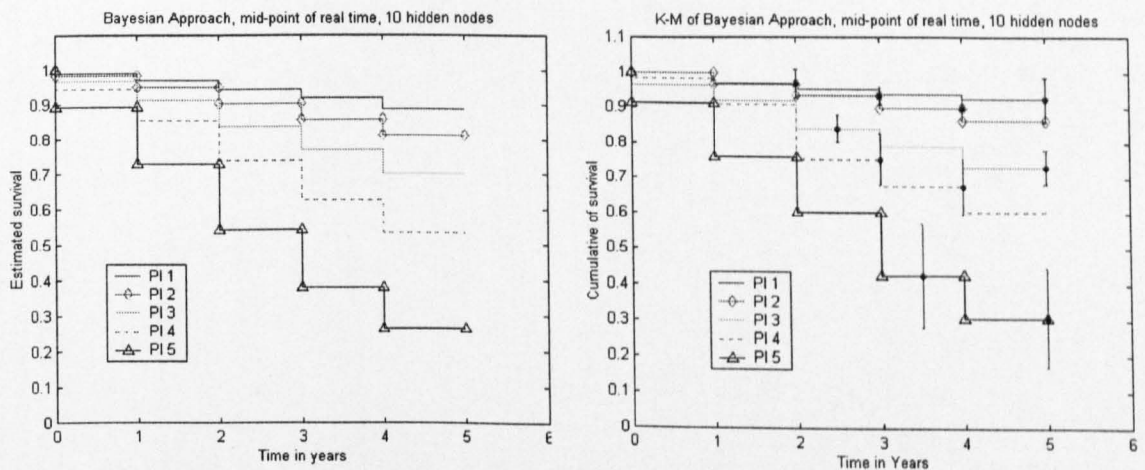 Bayesian Approach, mid-point of real time, 10 hidden nodes
Estimated survival
1
0.9
0.8
0.7
0.6
0.5
0.4
0.3
0.2
0.1
0
PI 1
PI 2
PI 3
PI 4
PI 5
0 1 2 3 4 5 6
Time in years
K-M of Bayesian Approach, mid-point of real time, 10 hidden nodes
Cumulative of survival
1.1
1
0.9
0.8
0.7
0.6
0.5
0.4
0.3
0.2
0.1
0
PI 1
PI 2
PI 3
PI 4
PI 5
0 1 2 3 4 5 6
Time in Years